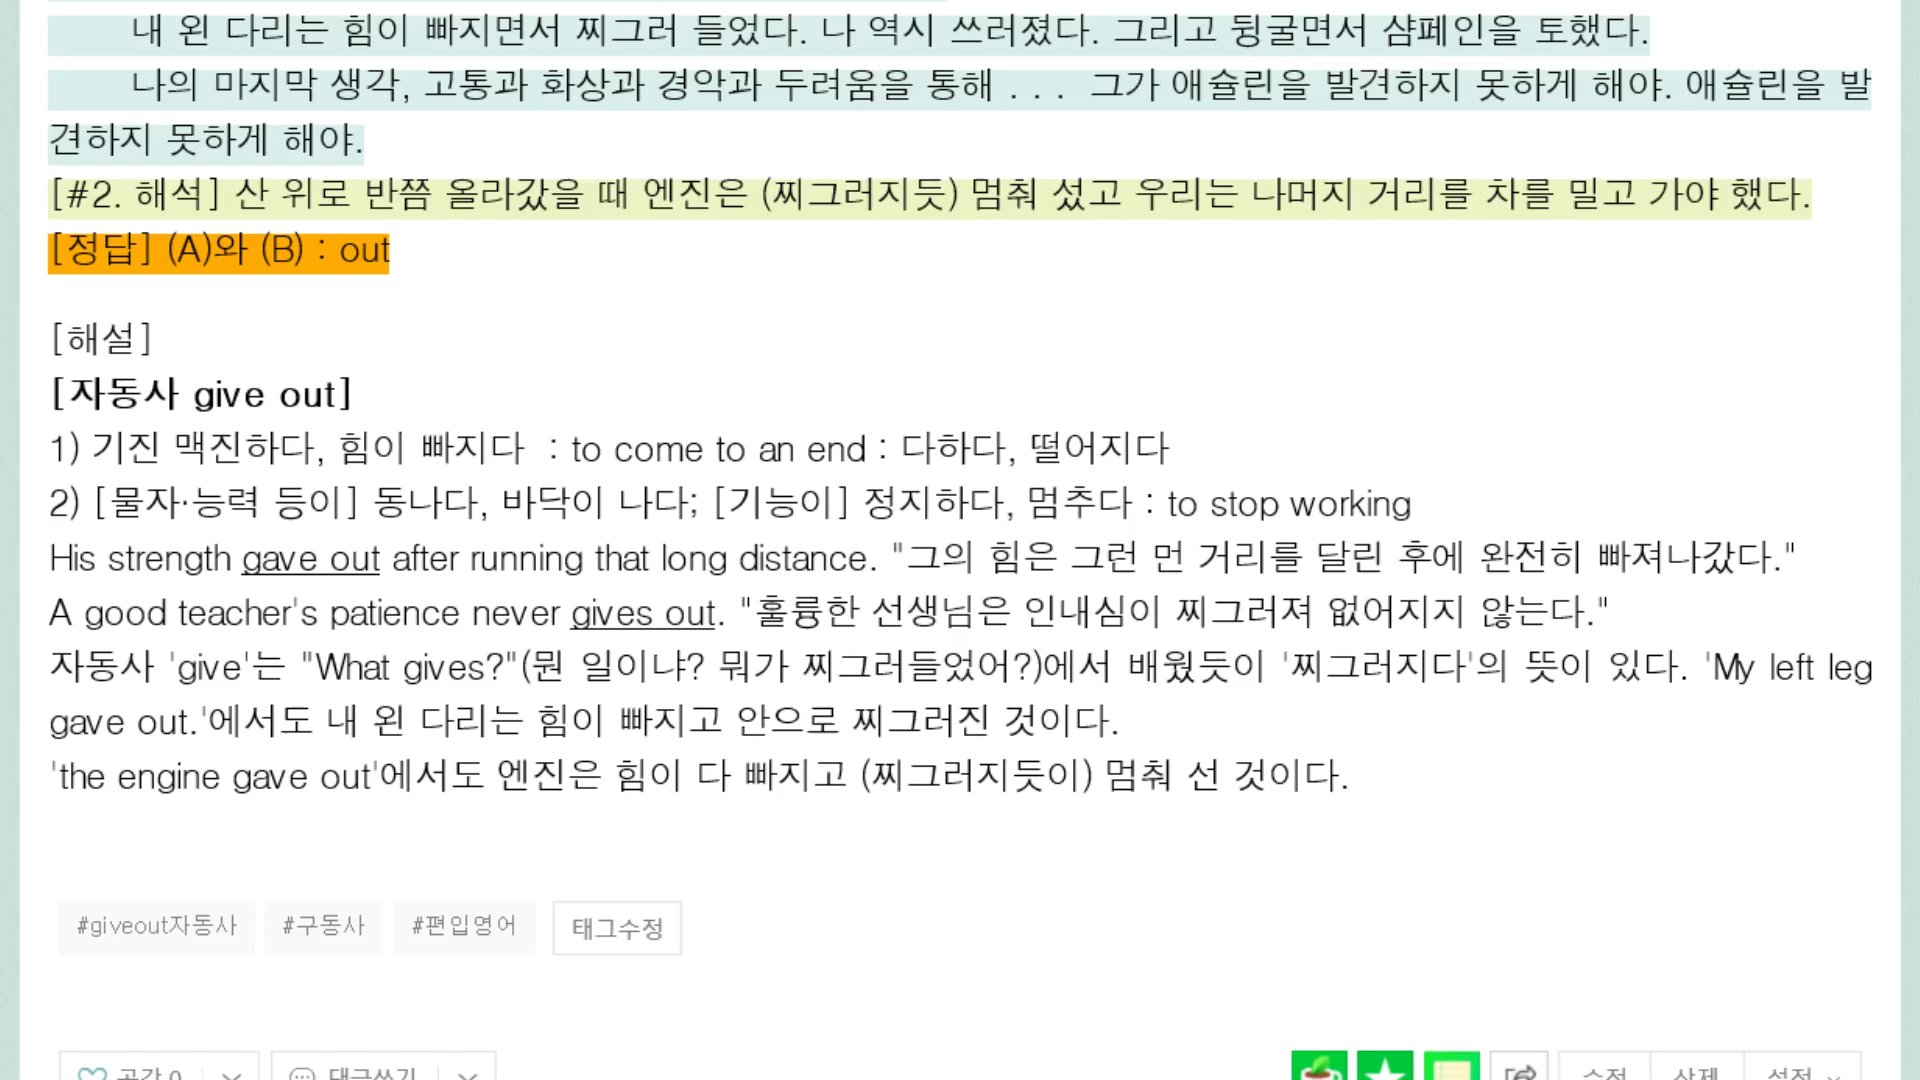 내 왼 다리는 힘이 빠지면서 찌그러 들었다. 나 역시 쓰러졌다. 그리고 뒹굴면서 샴페인을 토했다.
나의 마지막 생각, 고통과 화상과 경악과 두려움을 통해 . . .  그가 애슐린을 발견하지 못하게 해야. 애슐린을 발
견하지 못하게 해야.
[#2. 해석] 산 위로 반쯤 올라갔을 때 엔진은 (찌그러지듯) 멈춰 섰고 우리는 나머지 거리를 차를 밀고 가야 했다.
[정답] (A)와 (B) : out
[해설]
[자동사 give out]
1) 기진 맥진하다, 힘이 빠지다 : to come to an end : 다하다, 떨어지다
2) [물자·능력 등이] 동나다, 바닥이 나다; [기능이] 정지하다, 멈추다 : to stop working
His strength gave out after running that long distance. "그의 힘은 그런 먼 거리를 달린 후에 완전히 빠져나갔다."
A good teacher's patience never gives out. "훌륭한 선생님은 인내심이 찌그러져 없어지지 않는다."
자동사 'give'는 "What gives?"(뭔 일이냐? 뭐가 찌그러들었어?)에서 배웠듯이 '찌그러지다'의 뜻이 있다. 'My left leg
gave out.'에서도 내 왼 다리는 힘이 빠지고 안으로 찌그러진 것이다.
'the engine gave out'에서도 엔진은 힘이 다 빠지고 (찌그러지듯이) 멈춰 선 것이다.
#giveout자동사 #구동사 #편입영어 태그수정
공감 0 댓글쓰기 수정 삭제 설정